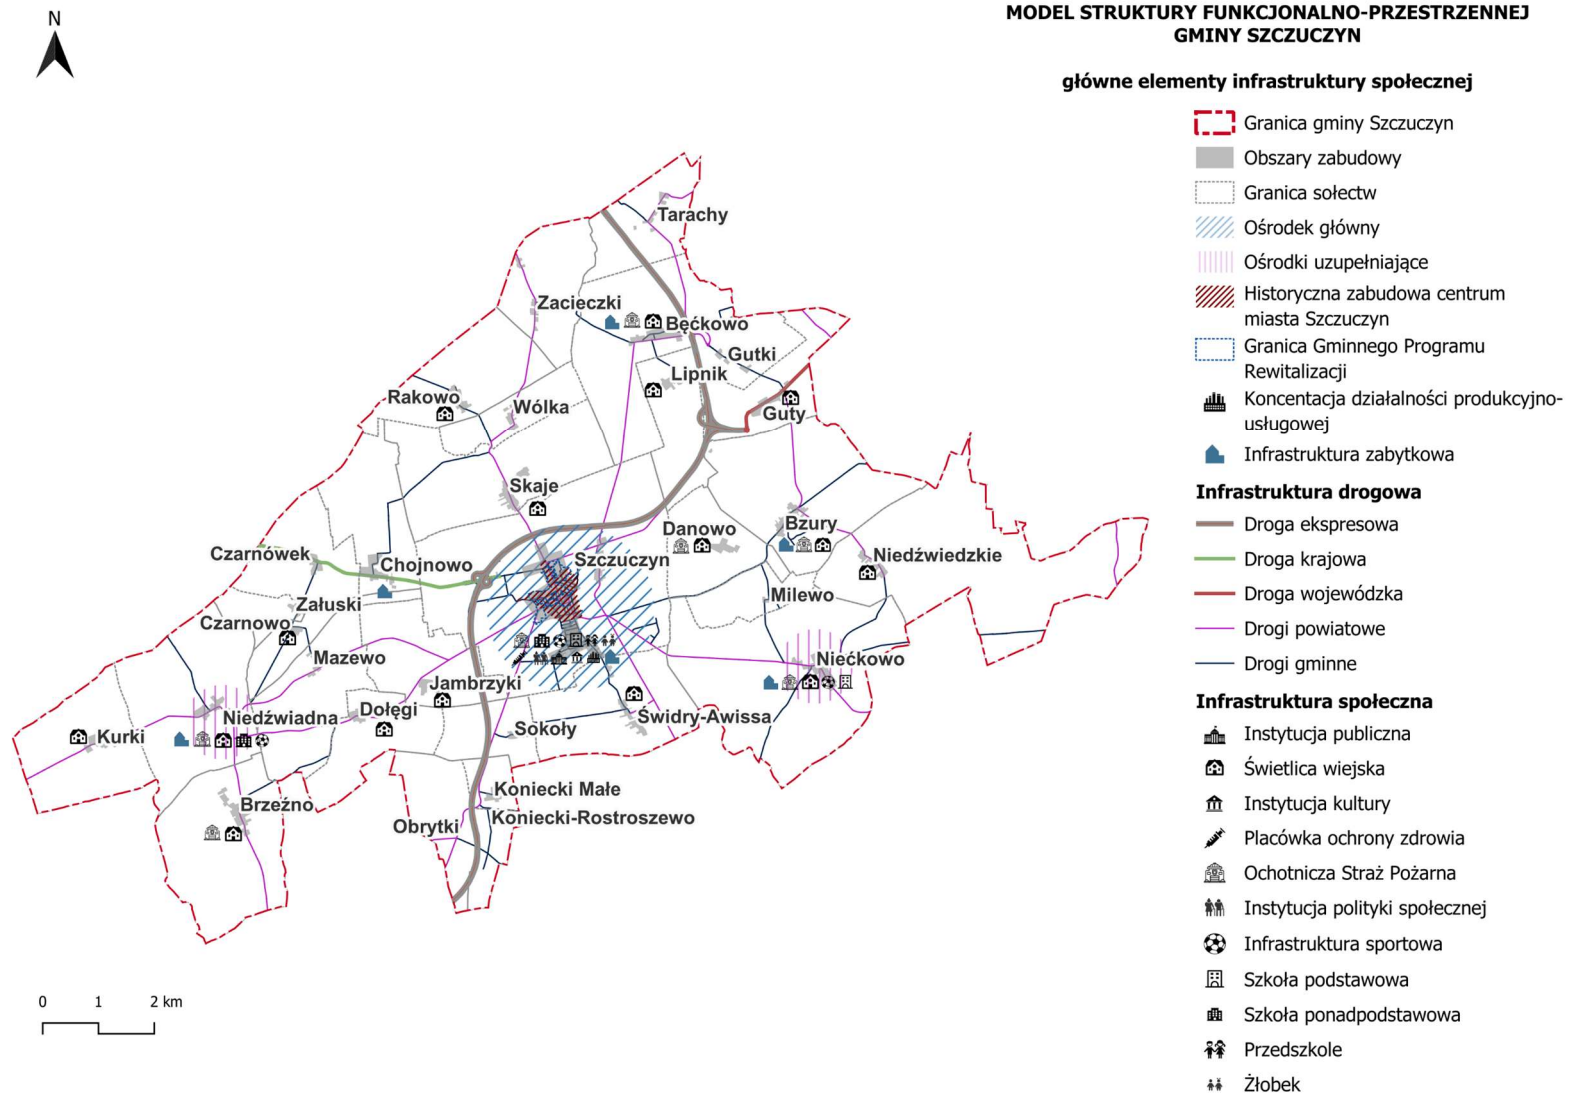 MODEL STRUKTURY FUNKCJONALNO-PRZESTRZENNEJ
GMINY SZCZUCZYN
główne elementy infrastruktury społecznej
N
Granica gminy Szczuczyn
Obszary zabudowy
Granica sołectw
Ośrodek główny
Ośrodki uzupełniające
Historyczna zabudowa centrum
miasta Szczuczyn
Granica Gminnego Programu
Rewitalizacji
Koncentacja działalności produkcyjno-
usługowej
Infrastruktura zabytkowa
Infrastruktura drogowa
Droga ekspresowa
Droga krajowa
Droga wojewódzka
Drogi powiatowe
Drogi gminne
Infrastruktura społeczna
Instytucja publiczna
Świetlica wiejska
Instytucja kultury
Placówka ochrony zdrowia
Ochotnicza Straż Pożarna
Instytucja polityki społecznej
Infrastruktura sportowa
Szkoła podstawowa
Szkoła ponadpodstawowa
Przedszkole
Żłobek
Tarachy
Zacieczki
Bęćkowo
Gutki
Lipnik
Rakowo
Wólka
Guty
Skaje
Danowo
Bzury
Czarnówek
Chojnowo
Szczuczyn
Niedźwiedzkie
Załuski
Milewo
Czarnowo
Mazewo
Niećkowo
Jambrzyki
Dołęgi
Niedźwiadna
Świdry-Awissa
Kurki
Sokoły
Koniecki Małe
Brzeźno
Koniecki-Rostroszewo
Obrytki
0 1 2 km